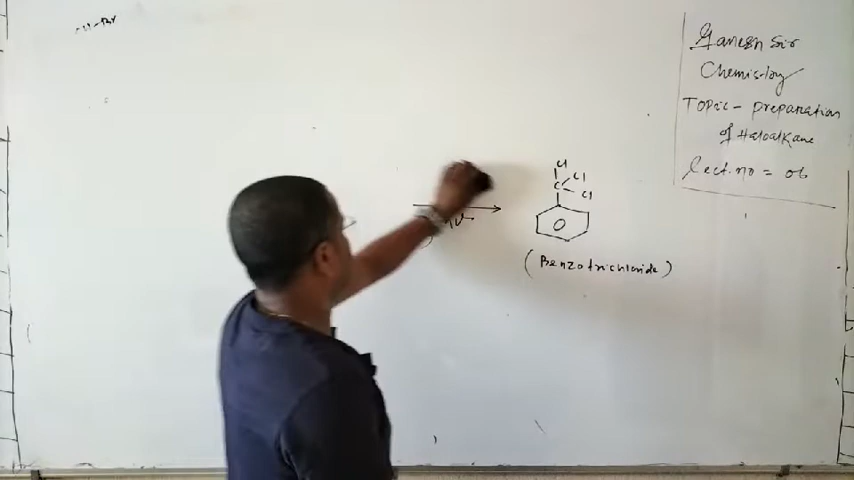 Ganesh Sir
Chemistry
Topic - preparation
of Haloalkane
lect. no = 06
Cl
Cl
C Cl
(Benzotrichloride)